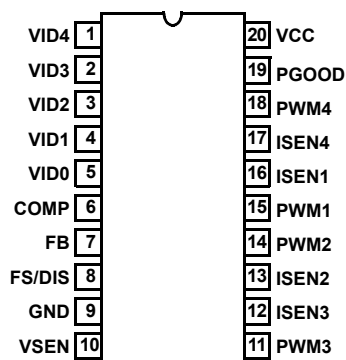 VID4 1 20 VCC
VID3 2 19 PGOOD
VID2 3 18 PWM4
VID1 4 17 ISEN4
VID0 5 16 ISEN1
COMP 6 15 PWM1
FB 7 14 PWM2
FS/DIS 8 13 ISEN2
GND 9 12 ISEN3
VSEN 10 11 PWM3